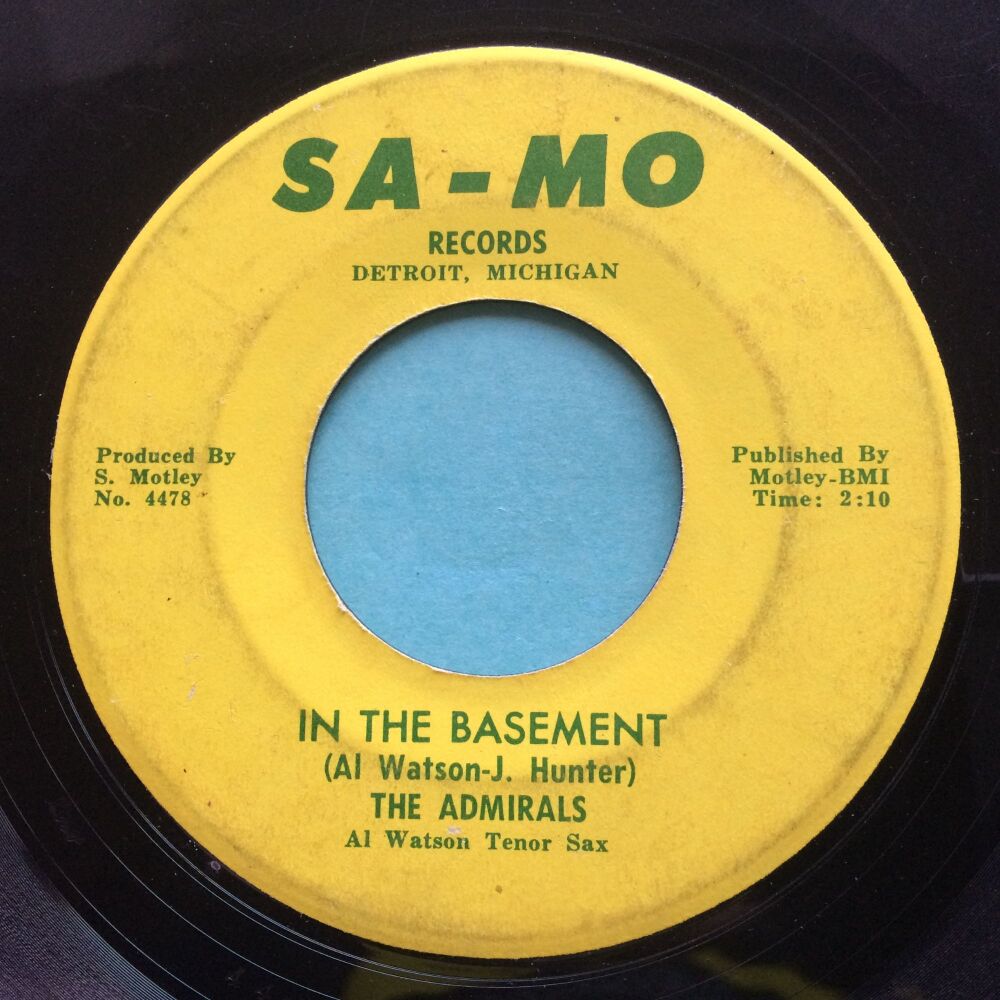 SA-MO
RECORDS
DETROIT, MICHIGAN
Produced By
S. Motley
No. 4478
Published By
Motley-BMI
Time: 2:10
IN THE BASEMENT
(Al Watson-J. Hunter)
THE ADMIRALS
Al Watson Tenor Sax